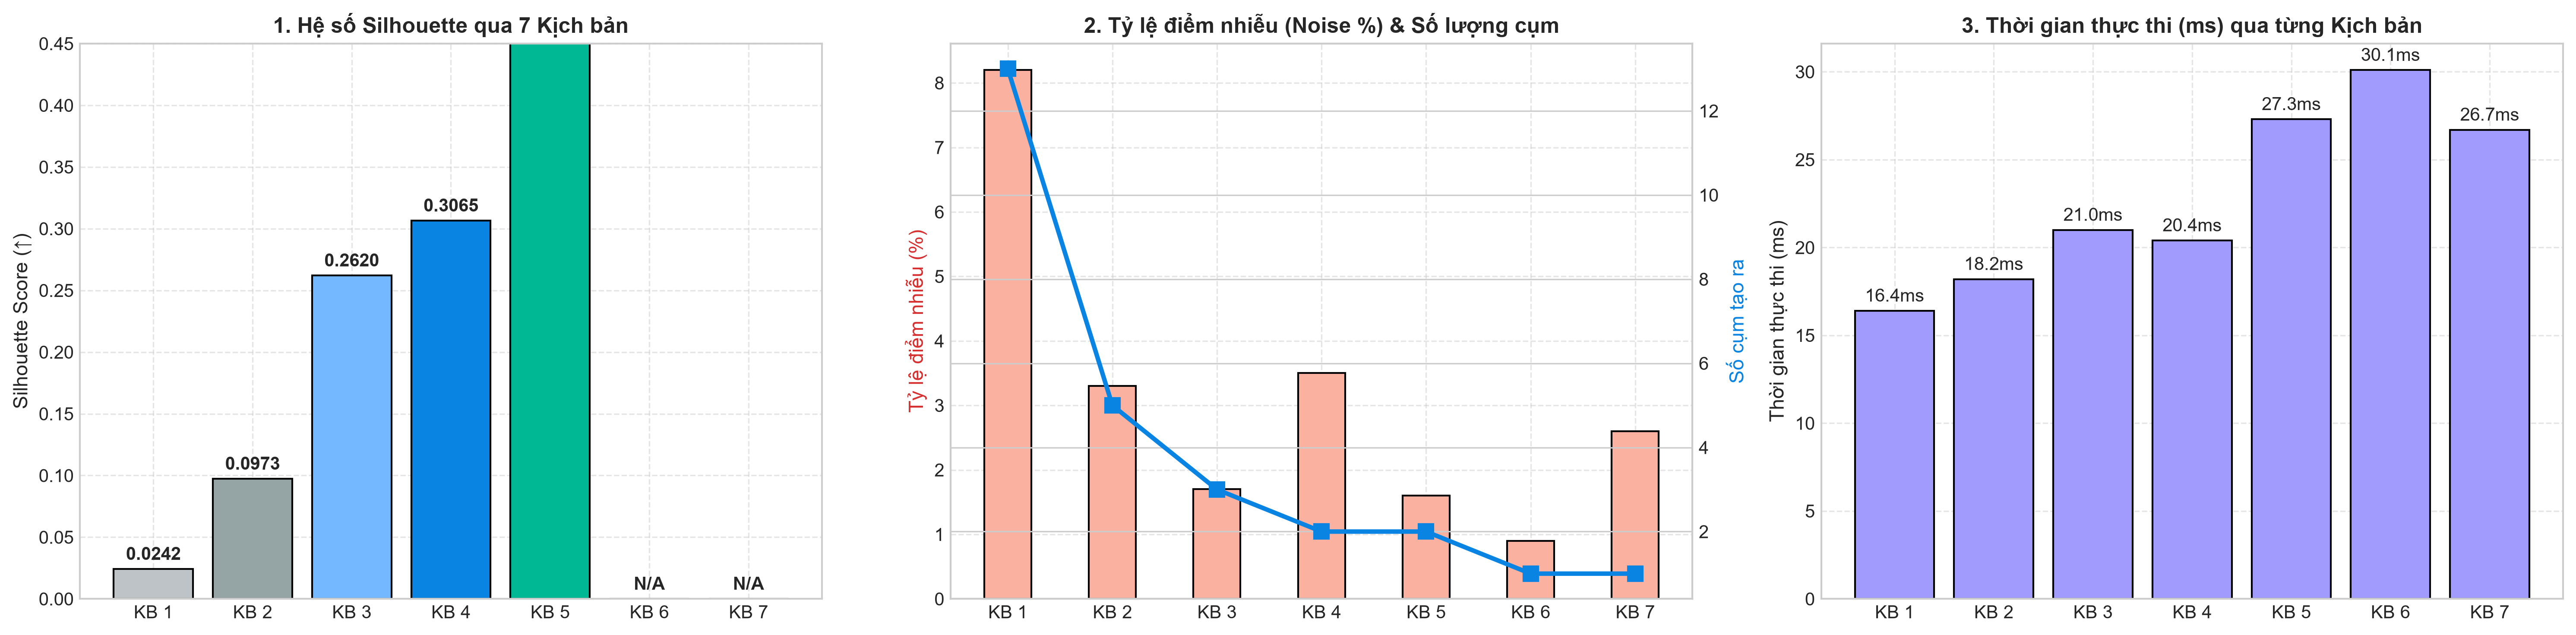 1. Hệ số Silhouette qua 7 Kịch bản
Silhouette Score (↑)
0.45
0.40
0.35
0.30
0.25
0.20
0.15
0.10
0.05
0.00
0.0242
0.0973
0.2620
0.3065
N/A
N/A
KB 1
KB 2
KB 3
KB 4
KB 5
KB 6
KB 7
2. Tỷ lệ điểm nhiễu (Noise %) & Số lượng cụm
Tỷ lệ điểm nhiễu (%)
8
7
6
5
4
3
2
1
0
12
10
8
6
4
2
Số cụm tạo ra
KB 1
KB 2
KB 3
KB 4
KB 5
KB 6
KB 7
3. Thời gian thực thi (ms) qua từng Kịch bản
Thời gian thực thi (ms)
30
25
20
15
10
5
0
16.4ms
18.2ms
21.0ms
20.4ms
27.3ms
30.1ms
26.7ms
KB 1
KB 2
KB 3
KB 4
KB 5
KB 6
KB 7